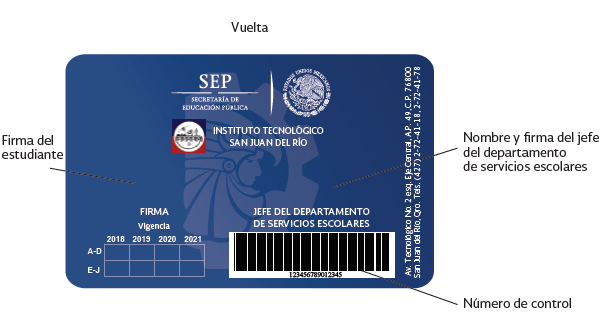 Vuelta
SEP
SECRETARÍA DE
EDUCACIÓN PÚBLICA
ESTADOS UNIDOS MEXICANOS
INSTITUTO TECNOLÓGICO
SAN JUAN DEL RÍO
Firma del
estudiante
Nombre y firma del jefe
del departamento
de servicios escolares
Av. Tecnológico No. 2 esq. Eje Central, A.P. 49, C.P. 76800
San Juan del Río, Qro. Tels. (427) 2-72-41-18, 2-72-41-78
FIRMA
Vigencia
2018 2019 2020 2021
A-D
E-J
JEFE DEL DEPARTAMENTO
DE SERVICIOS ESCOLARES
123456789012345
Número de control